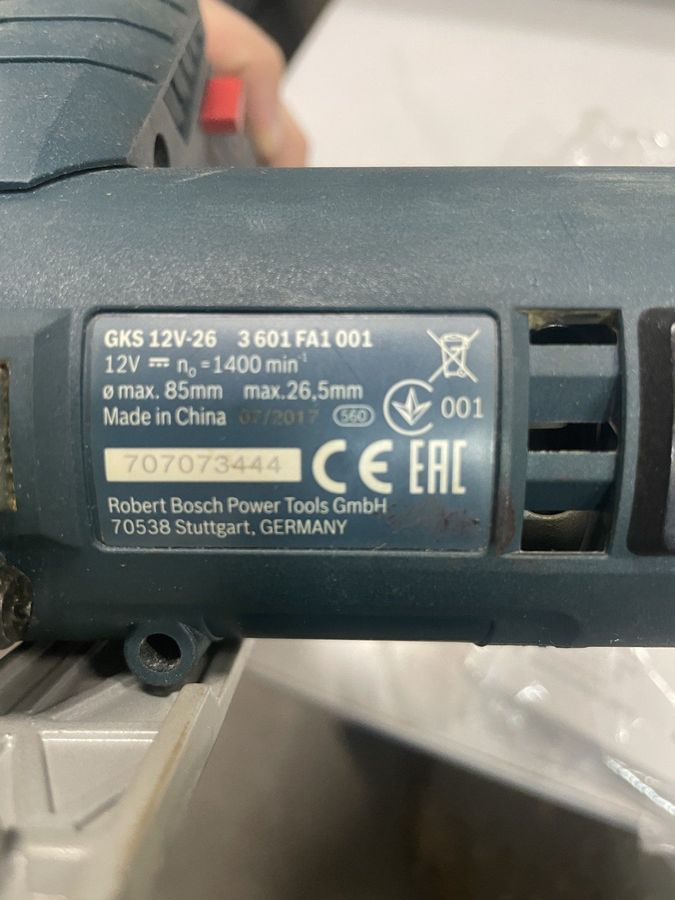 GKS 12V-26 3 601 FA1 001
12V n₀ =1400 min⁻¹
ø max. 85mm max.26,5mm
Made in China 07/2017 560
001
707073444 CE EAC
Robert Bosch Power Tools GmbH
70538 Stuttgart, GERMANY